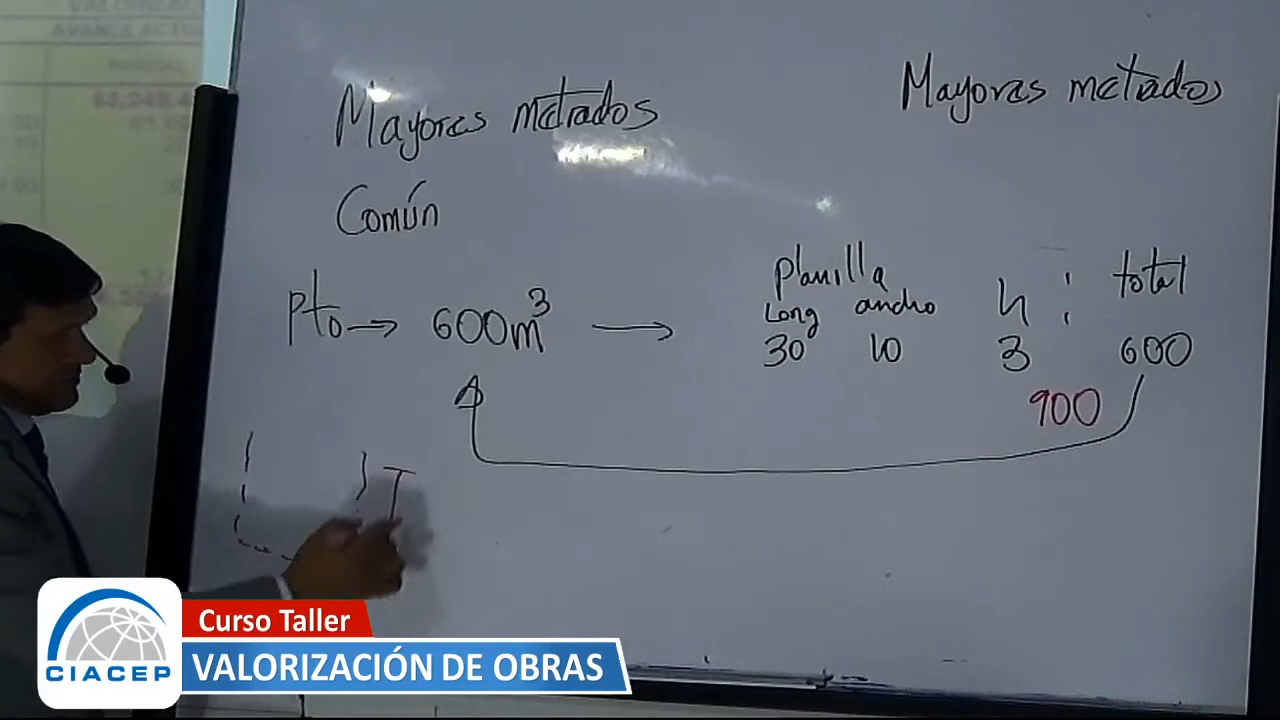 Mayores metrados
Mayores metrados
Común
Pto → 600m³ →
planilla
Long ancho h total
30 10 3 600
900
Curso Taller
VALORIZACIÓN DE OBRAS
CIACEP